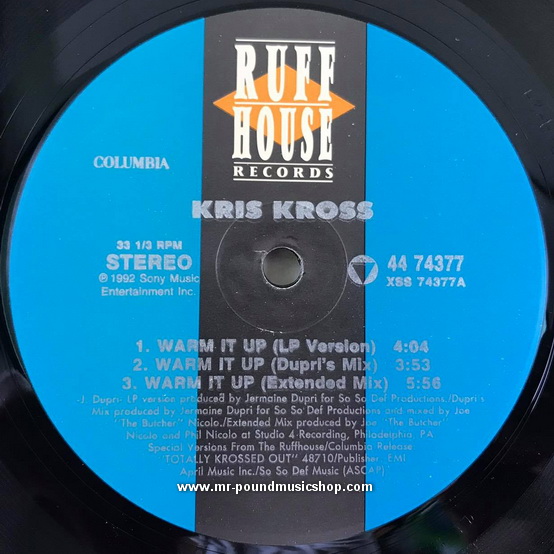 RUFF
HOUSE
RECORDS
COLUMBIA
KRIS KROSS
33 1/3 RPM
STEREO
℗ 1992 Sony Music
Entertainment Inc.
44 74377
XSS 74377A
1. WARM IT UP (LP Version) 4:04
2. WARM IT UP (Dupri's Mix) 3:53
3. WARM IT UP (Extended Mix) 5:56
-J. Dupri- LP version produced by Jermaine Dupri for So So Def Productions./Dupri's
Mix produced by Jermaine Dupri for So So Def Productions and mixed by Joe
"The Butcher" Nicolo./Extended Mix produced by Joe "The Butcher"
Nicolo and Phil Nicolo at Studio 4 Recording, Philadelphia, PA
Special Versions From The Ruffhouse/Columbia Release
"TOTALLY KROSSED OUT" 48710/Publisher: EMI
April Music Inc./So So Def Music (ASCAP)
www.mr-poundmusicshop.com